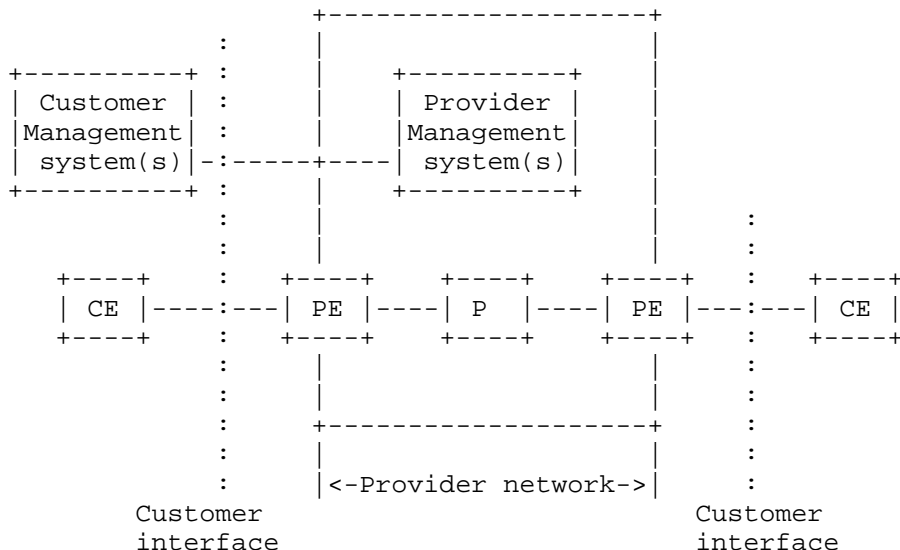 Customer
Management
system(s)
Provider
Management
system(s)
CE
PE
P
PE
CE
<-Provider network->
Customer
interface
Customer
interface